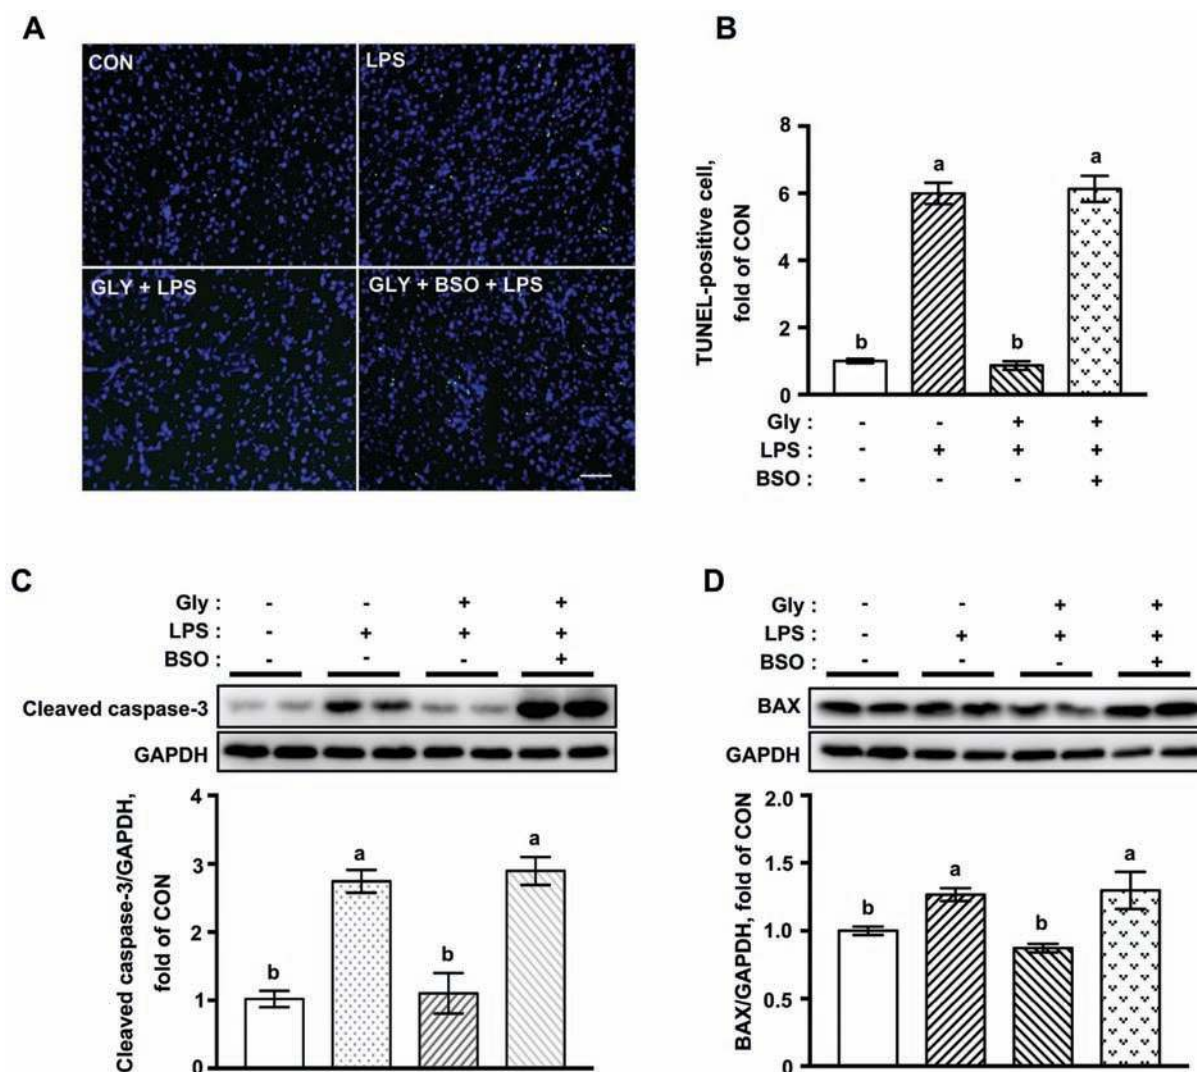 A
CON
LPS
GLY + LPS
GLY + BSO + LPS
B
TUNEL-positive cell,
fold of CON
8
6
4
2
0
b
a
b
a
Gly : - - + +
LPS : - + + +
BSO : - - - +
C
Gly : - - + +
LPS : - + + +
BSO : - - - +
Cleaved caspase-3
GAPDH
Cleaved caspase-3/GAPDH,
fold of CON
4
3
2
1
0
b
a
b
a
D
Gly : - - + +
LPS : - + + +
BSO : - - - +
BAX
GAPDH
BAX/GAPDH, fold of CON
2.0
1.5
1.0
0.5
0
b
a
b
a